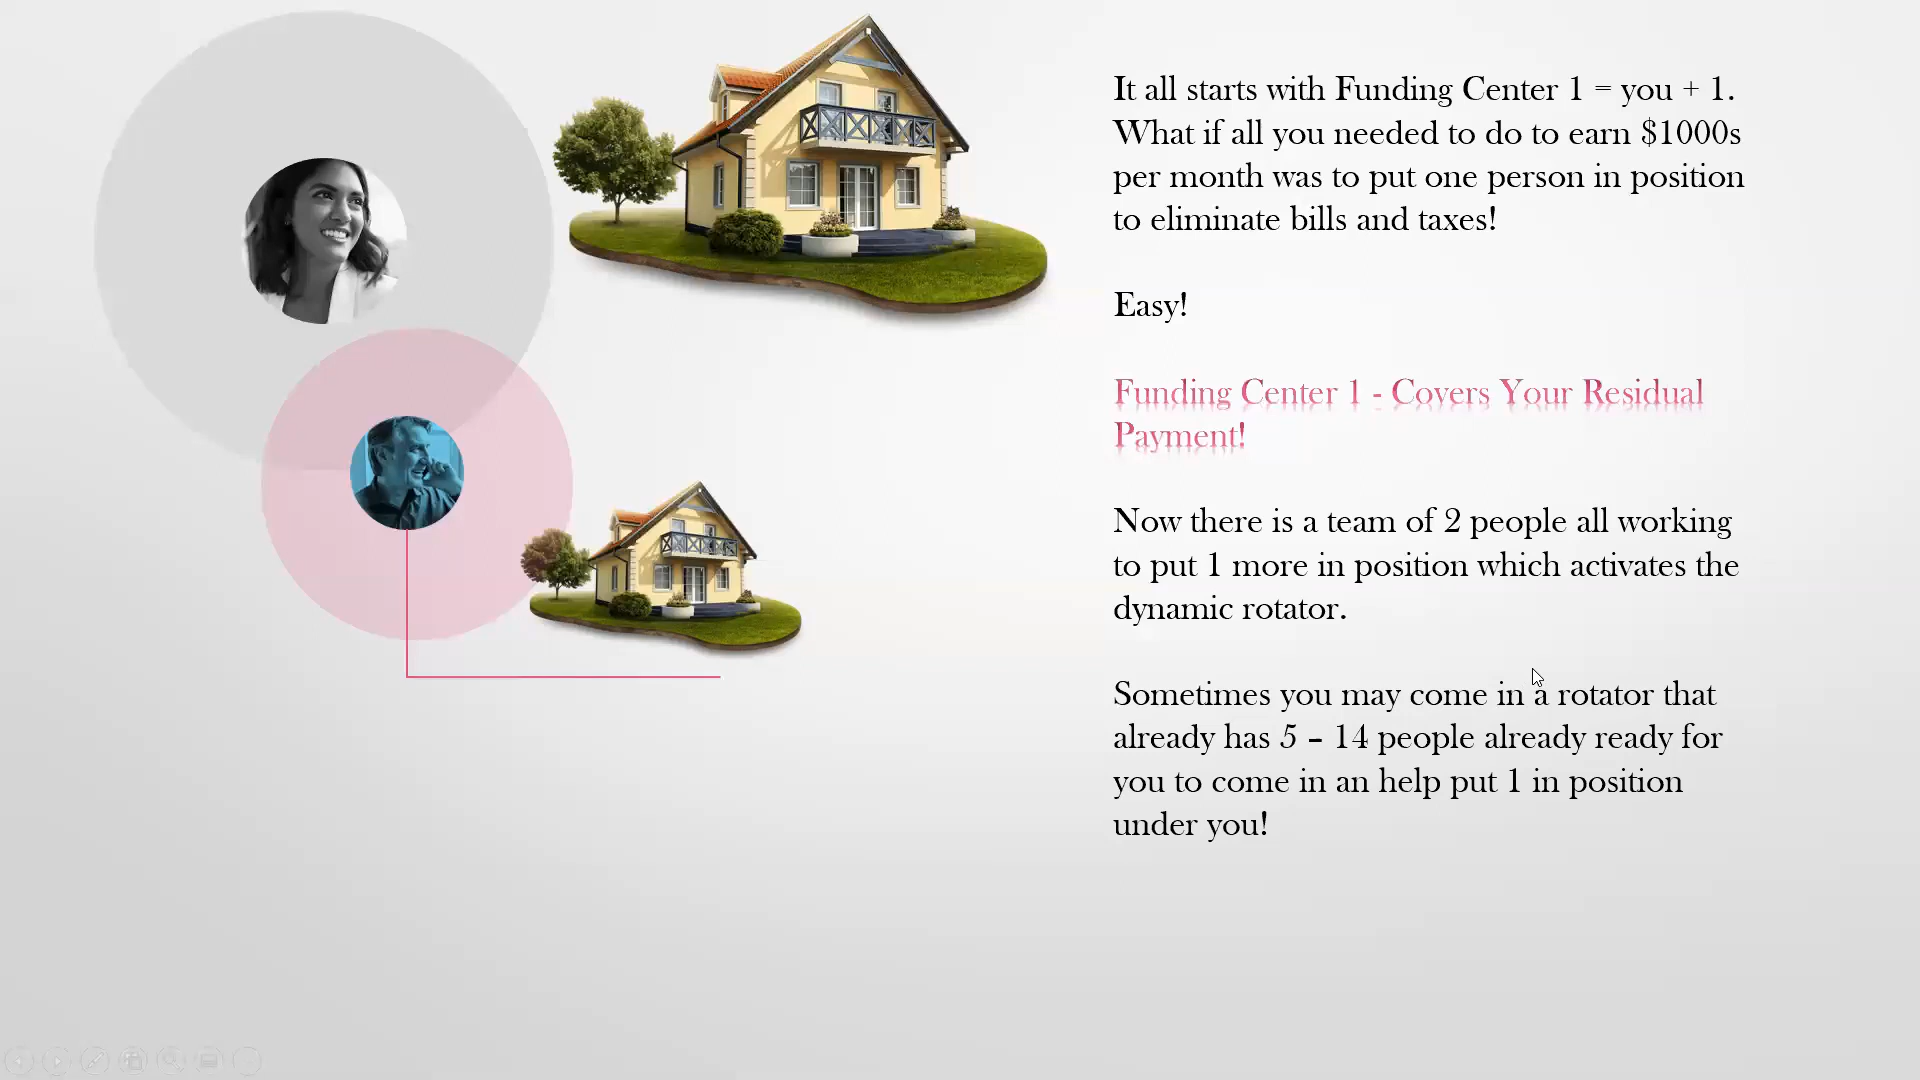 It all starts with Funding Center 1 = you + 1.
What if all you needed to do to earn $1000s
per month was to put one person in position
to eliminate bills and taxes!
Easy!
Funding Center 1 - Covers Your Residual
Payment!
Now there is a team of 2 people all working
to put 1 more in position which activates the
dynamic rotator.
Sometimes you may come in a rotator that
already has 5 – 14 people already ready for
you to come in an help put 1 in position
under you!